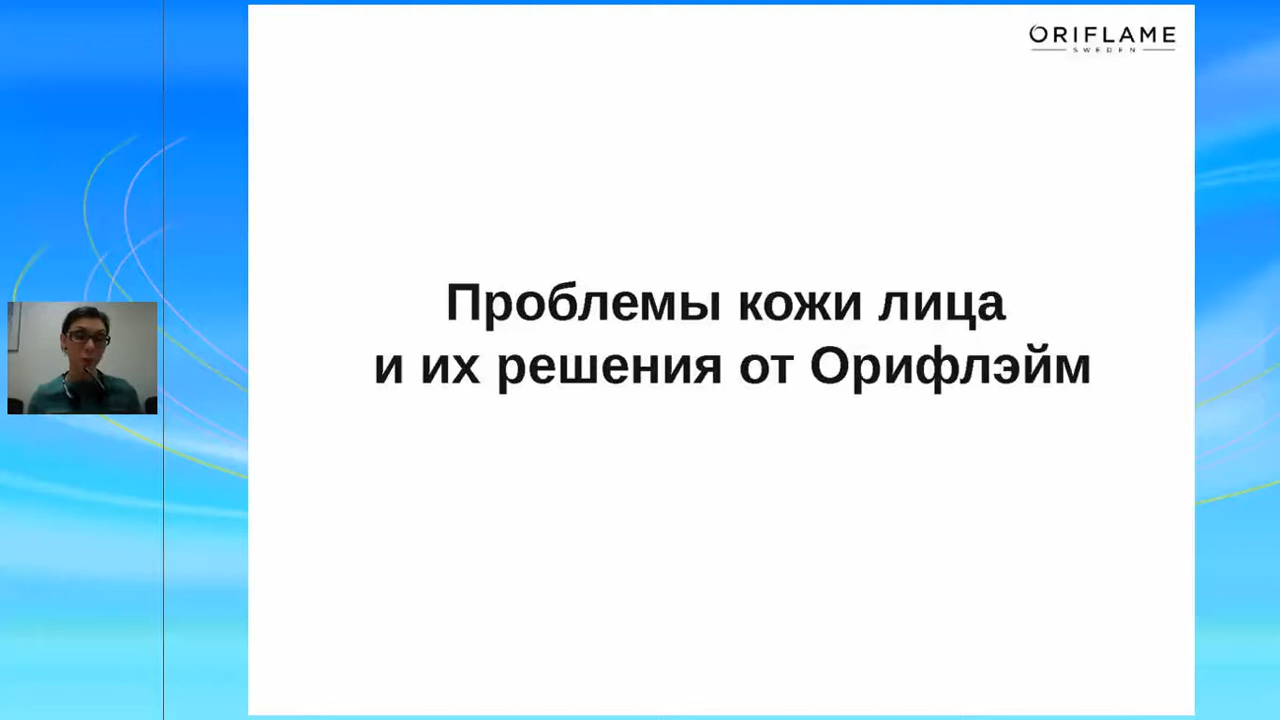 ORIFLAME
SWEDEN
Проблемы кожи лица
и их решения от Орифлэйм